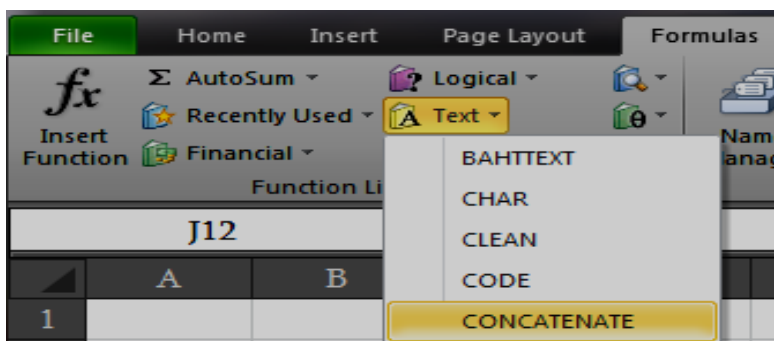 File Home Insert Page Layout Formulas
fx Σ AutoSum Logical
Recently Used A Text θ
Insert
Function Financial
Function Li
BAHTTEXT
J12 CHAR
CLEAN
A B CODE
1 CONCATENATE